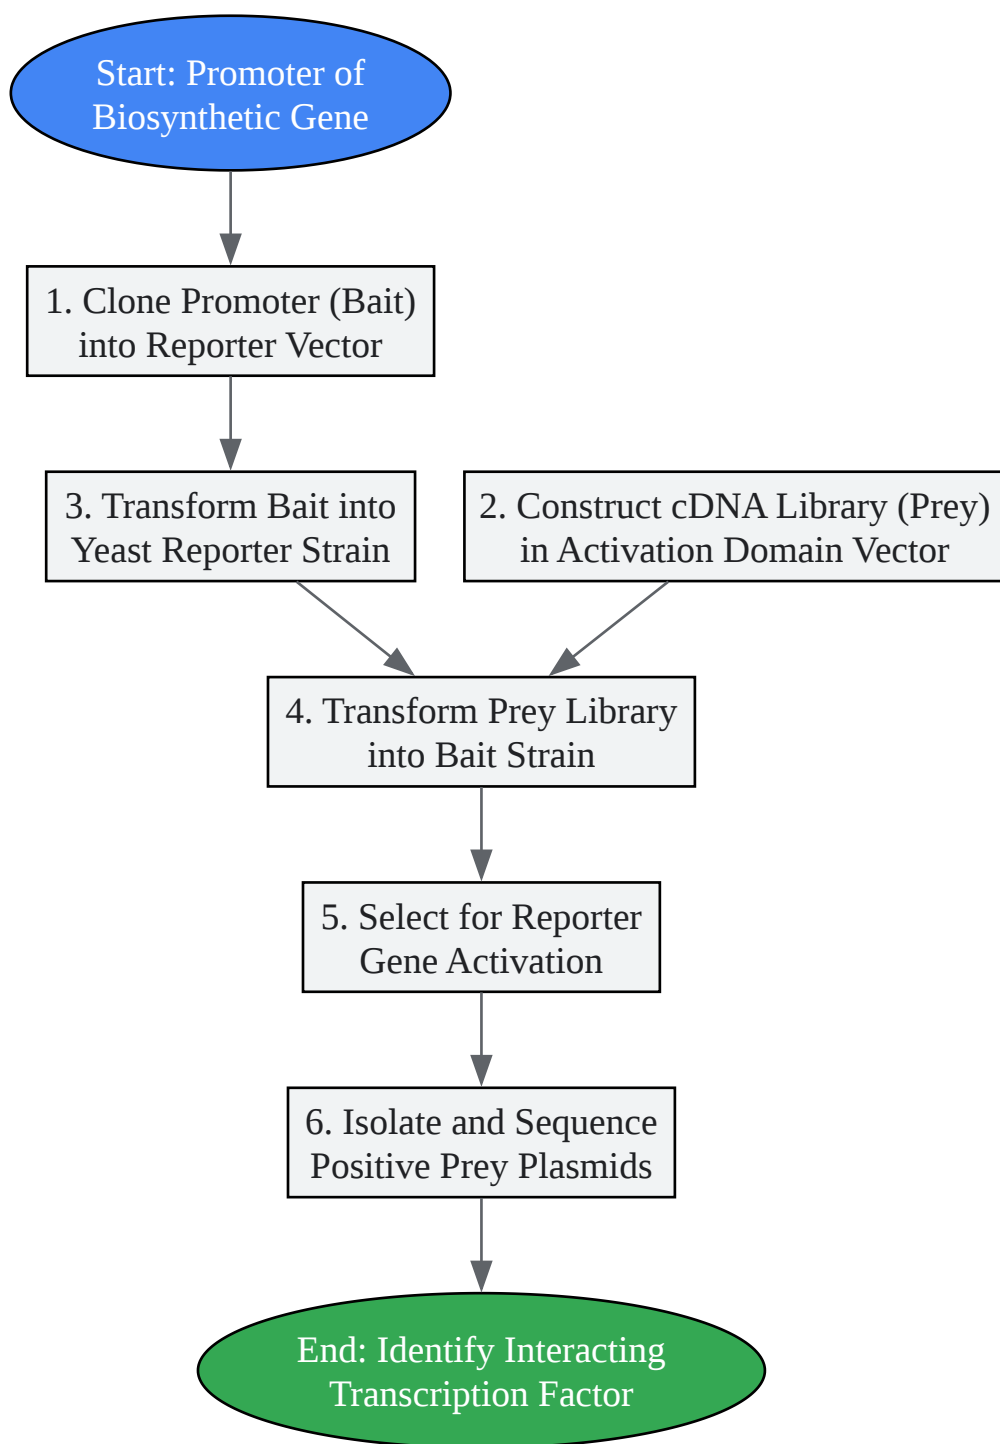 Start: Promoter of
Biosynthetic Gene
1. Clone Promoter (Bait)
into Reporter Vector
3. Transform Bait into
Yeast Reporter Strain
2. Construct cDNA Library (Prey)
in Activation Domain Vector
4. Transform Prey Library
into Bait Strain
5. Select for Reporter
Gene Activation
6. Isolate and Sequence
Positive Prey Plasmids
End: Identify Interacting
Transcription Factor